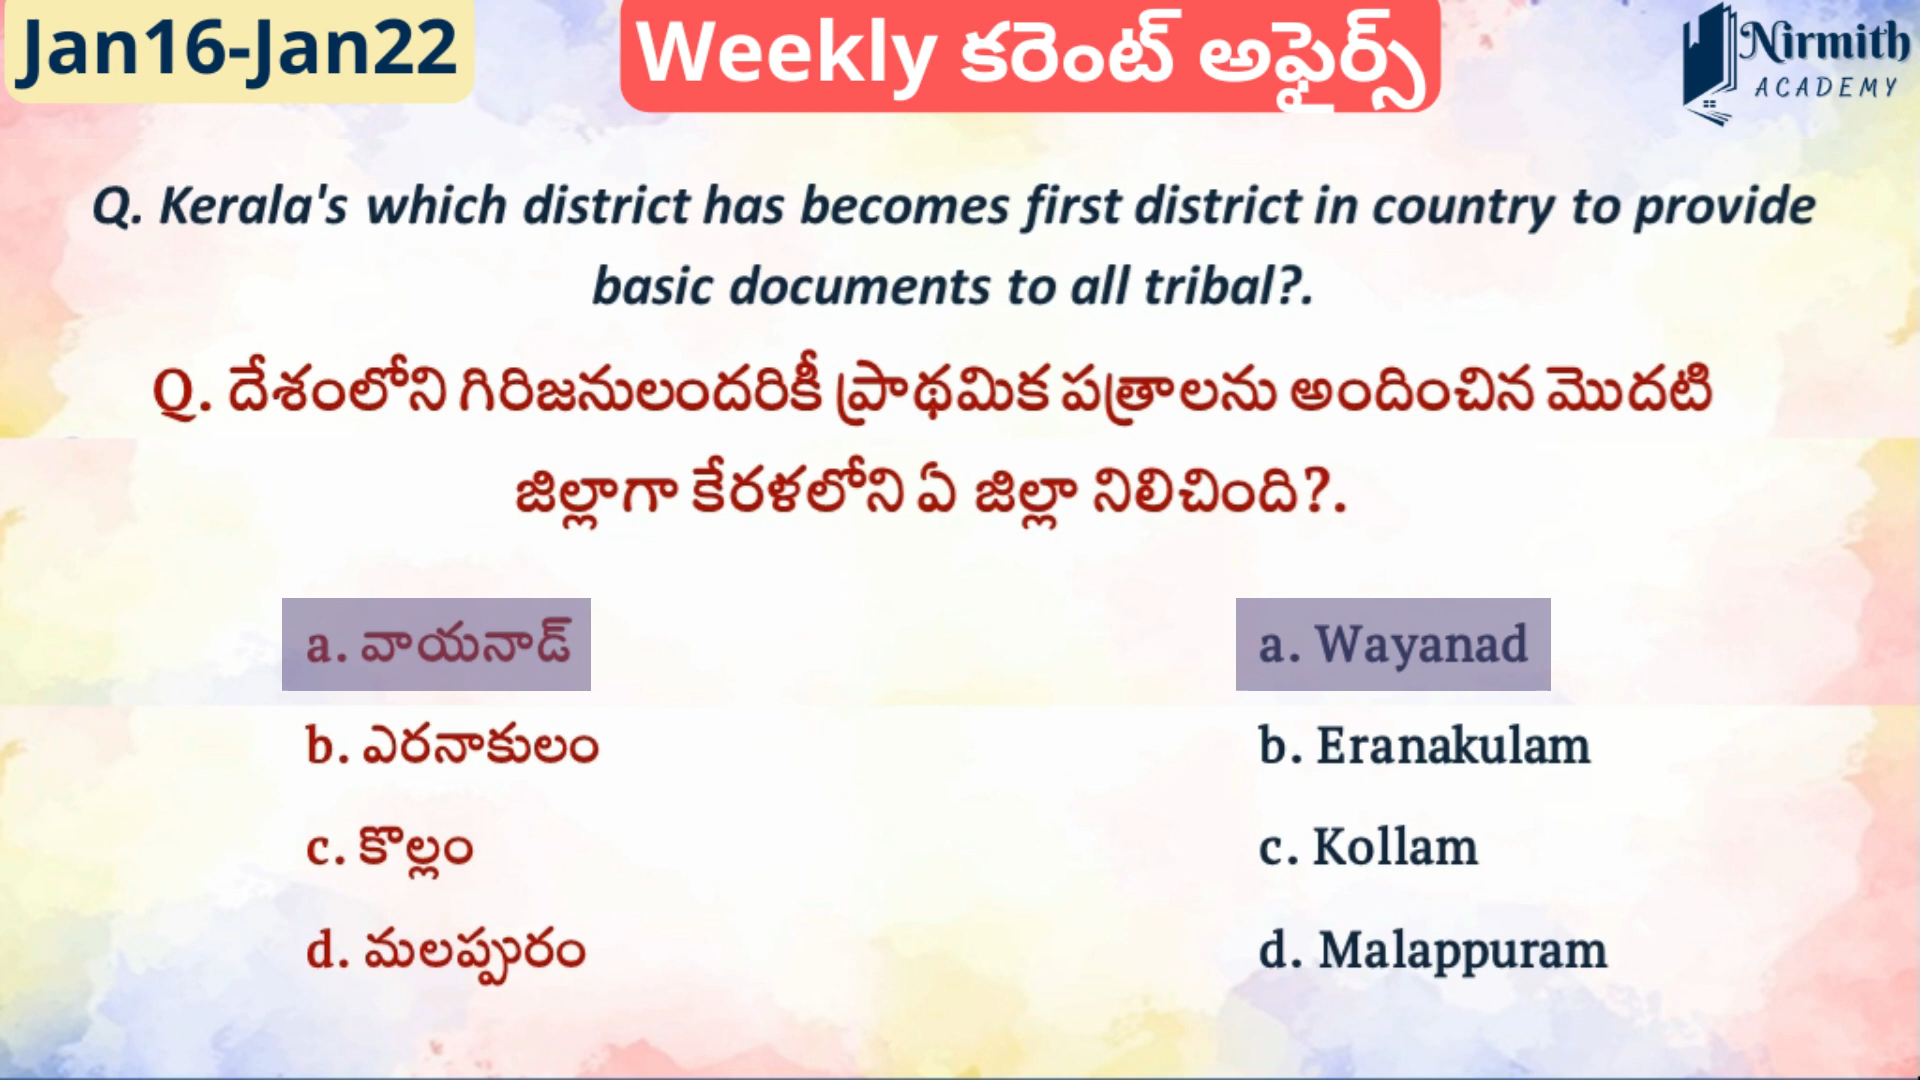 Jan16-Jan22
Weekly కరెంట్ అఫైర్స్
Nirmith
ACADEMY
Q. Kerala's which district has becomes first district in country to provide
basic documents to all tribal?.
Q. దేశంలోని గిరిజనులందరికీ ప్రాథమిక పత్రాలను అందించిన మొదటి
జిల్లాగా కేరళలోని ఏ జిల్లా నిలిచింది?.
a. వాయనాడ్
b. ఎరనాకులం
c. కొల్లం
d. మలప్పురం
a. Wayanad
b. Eranakulam
c. Kollam
d. Malappuram